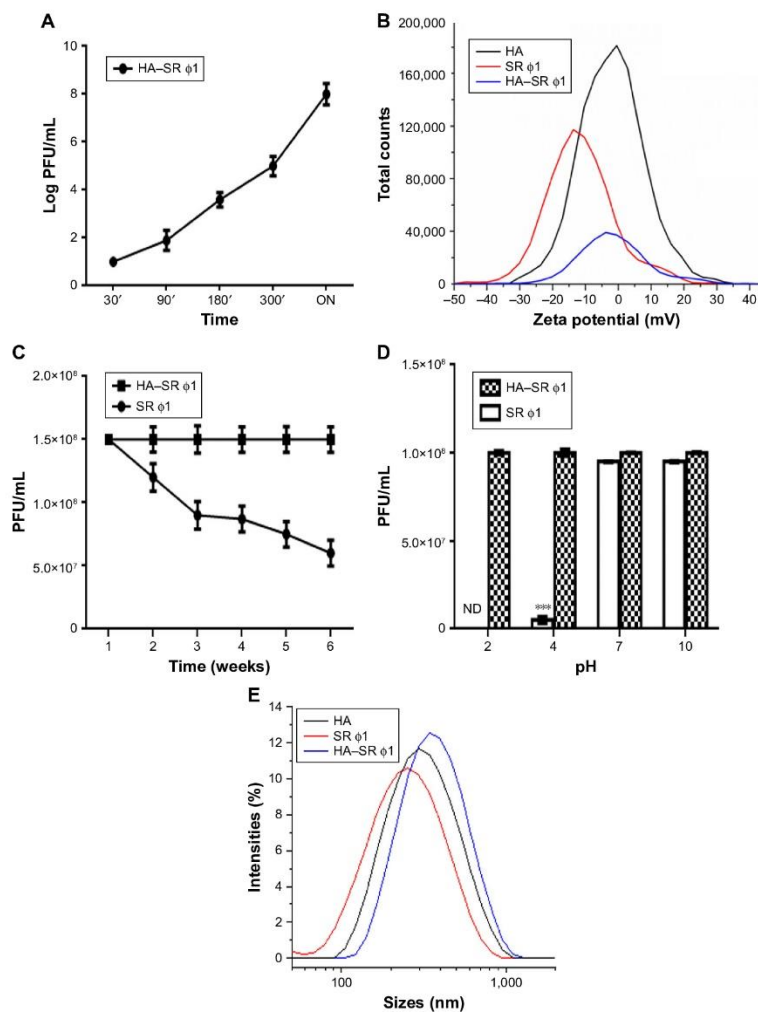 A
HA–SR ϕ1
10
8
6
4
2
0
Log PFU/mL
30′ 90′ 180′ 300′ ON
Time
B
HA
SR ϕ1
HA–SR ϕ1
200,000
160,000
120,000
80,000
40,000
0
Total counts
–50 –40 –30 –20 –10 0 10 20 30 40
Zeta potential (mV)
C
HA–SR ϕ1
SR ϕ1
2.0×10⁸
1.5×10⁸
1.0×10⁸
5.0×10⁷
0
PFU/mL
1 2 3 4 5 6
Time (weeks)
D
HA–SR ϕ1
SR ϕ1
1.5×10⁸
1.0×10⁸
5.0×10⁷
0
PFU/mL
ND
***
2 4 7 10
pH
E
HA
SR ϕ1
HA–SR ϕ1
14
12
10
8
6
4
2
0
Intensities (%)
100 1,000
Sizes (nm)